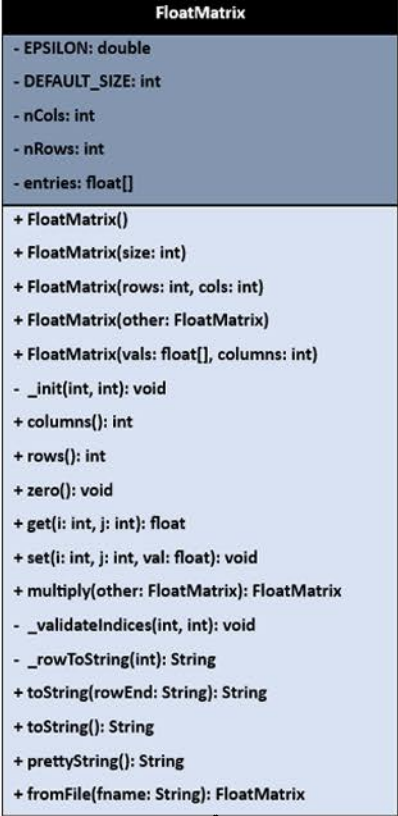 FloatMatrix
- EPSILON: double
- DEFAULT_SIZE: int
- nCols: int
- nRows: int
- entries: float[]
+ FloatMatrix()
+ FloatMatrix(size: int)
+ FloatMatrix(rows: int, cols: int)
+ FloatMatrix(other: FloatMatrix)
+ FloatMatrix(vals: float[], columns: int)
- _init(int, int): void
+ columns(): int
+ rows(): int
+ zero(): void
+ get(i: int, j: int): float
+ set(i: int, j: int, val: float): void
+ multiply(other: FloatMatrix): FloatMatrix
- _validateIndices(int, int): void
- _rowToString(int): String
+ toString(rowEnd: String): String
+ toString(): String
+ prettyString(): String
+ fromFile(fname: String): FloatMatrix